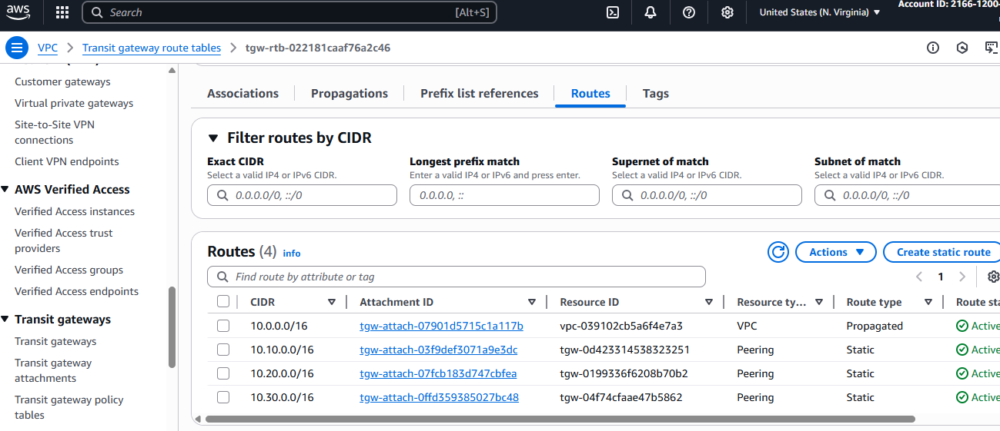 aws
Search [Alt+S]
United States (N. Virginia) ▼
Account ID: 2166-1200-
VPC > Transit gateway route tables > tgw-rtb-022181caaf76a2c46
Customer gateways
Virtual private gateways
Site-to-Site VPN
connections
Client VPN endpoints
AWS Verified Access
Verified Access instances
Verified Access trust
providers
Verified Access groups
Verified Access endpoints
Transit gateways
Transit gateways
Transit gateway
attachments
Transit gateway policy
tables
Associations Propagations Prefix list references Routes Tags
Filter routes by CIDR
Exact CIDR Longest prefix match Supernet of match Subnet of match
Select a valid IP4 or IPv6 CIDR. Enter a valid IP4 or IPv6 and press enter. Select a valid IP4 or IPv6 CIDR. Select a valid IP4 or IPv6 CIDR.
0.0.0.0/0, ::/0 0.0.0.0, :: 0.0.0.0/0, ::/0 0.0.0.0/0, ::/0
Routes (4) info
Actions ▼ Create static route
Find route by attribute or tag
< 1 >
CIDR Attachment ID Resource ID Resource ty... Route type Route sta
10.0.0.0/16 tgw-attach-07901d5715c1a117b vpc-039102cb5a6f4e7a3 VPC Propagated Active
10.10.0.0/16 tgw-attach-03f9def3071a9e3dc tgw-0d423314538323251 Peering Static Active
10.20.0.0/16 tgw-attach-07fcb183d747cbfea tgw-0199336f6208b70b2 Peering Static Active
10.30.0.0/16 tgw-attach-0ffd359385027bc48 tgw-04f74cfaae47b5862 Peering Static Active